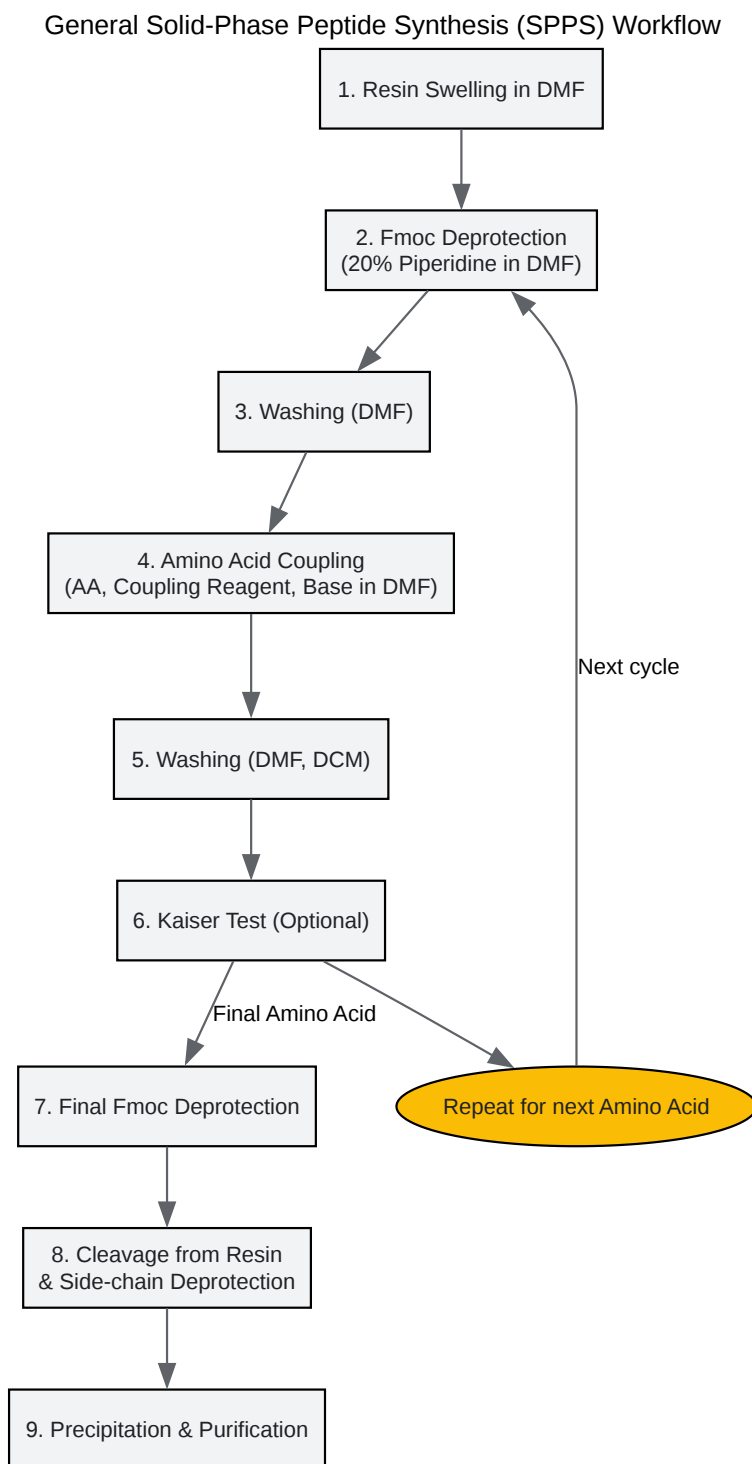 General Solid-Phase Peptide Synthesis (SPPS) Workflow
1. Resin Swelling in DMF
2. Fmoc Deprotection
(20% Piperidine in DMF)
3. Washing (DMF)
4. Amino Acid Coupling
(AA, Coupling Reagent, Base in DMF)
Next cycle
5. Washing (DMF, DCM)
6. Kaiser Test (Optional)
Final Amino Acid
7. Final Fmoc Deprotection
Repeat for next Amino Acid
8. Cleavage from Resin
& Side-chain Deprotection
9. Precipitation & Purification